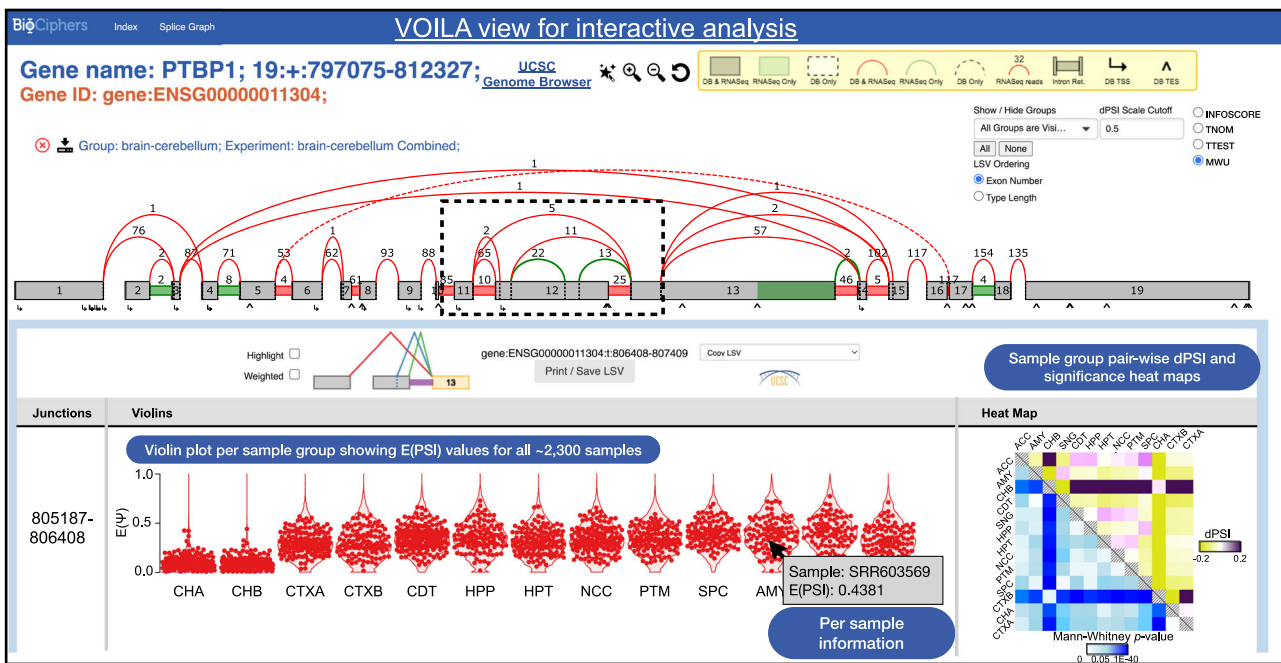 BiọCiphers Index Splice Graph VOILA view for interactive analysis
Gene name: PTBP1; 19:+:797075-812327;
Gene ID: gene:ENSG00000011304;
UCSC
Genome Browser
32
DB & RNASeq RNASeq Only DB Only DB & RNASeq RNASeq Only DB Only RNASeq reads Intron Ret. DB TSS DB TES
Show / Hide Groups dPSI Scale Cutoff
All Groups are Visi... 0.5
All None
LSV Ordering
Exon Number
Type Length
INFOSCORE
TNOM
TTEST
MWU
Group: brain-cerebellum; Experiment: brain-cerebellum Combined;
1
1
1 5 1
76 1 2 11 2
2 87 71 53 62 93 88 65 22 13 57 2 102 117 154 135
61 35 117
1 2 2 3 4 8 5 4 6 7 8 9 1 11 10 12 25 13 46 4 5 15 16 17 4 18 19
Highlight
Weighted
13
gene:ENSG00000011304:t:806408-807409
Print / Save LSV
Copy LSV
UCSC
Sample group pair-wise dPSI and
significance heat maps
Junctions Violins Heat Map
Violin plot per sample group showing E(PSI) values for all ~2,300 samples
805187-
806408
E(Ψ)
1.0
0.5
0.0
CHA CHB CTXA CTXB CDT HPP HPT NCC PTM SPC AMY
Sample: SRR603569
E(PSI): 0.4381
Per sample
information
ACC AMY CHB SNG CDT HPP HPT NCC PTM SPC CHA CTXB CTXA
ACC
AMY
CHB
CDT
SNG
HPP
HPT
NCC
PTM
SPC
CTXB
CHA
CTXA
dPSI
-0.2 0.2
Mann-Whitney p-value
0 0.05 1E-40